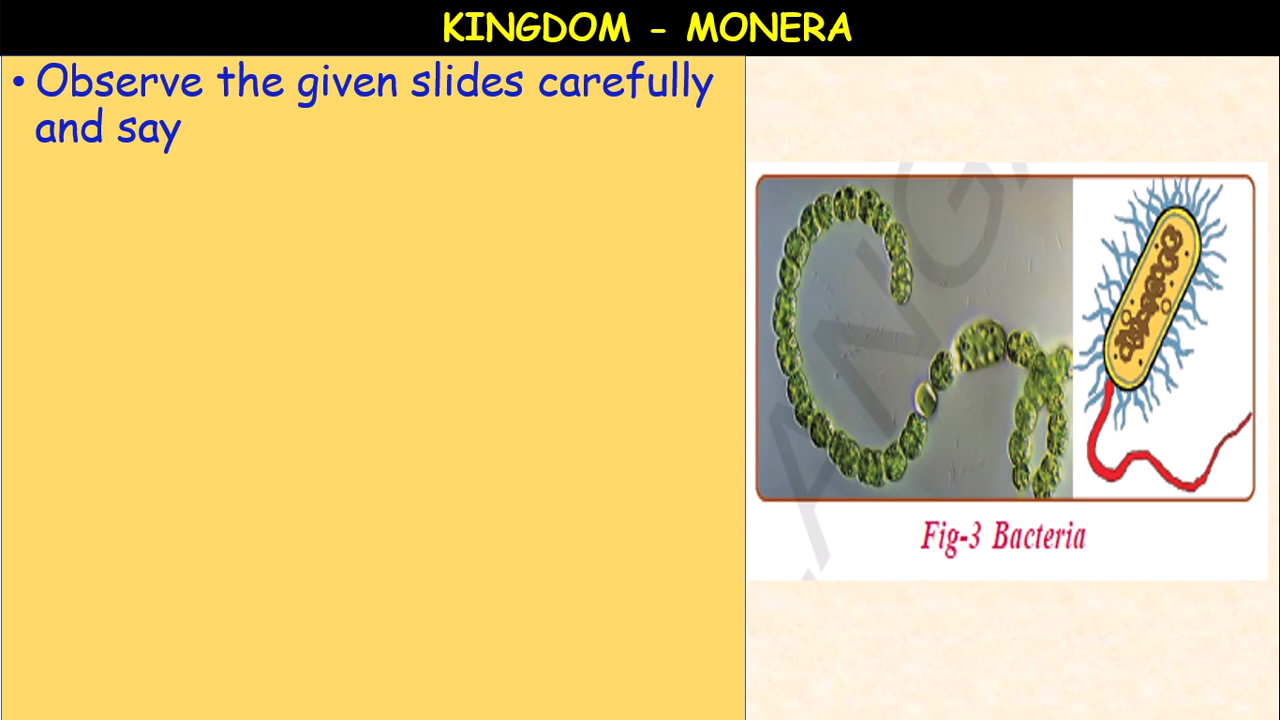 KINGDOM - MONERA
• Observe the given slides carefully
and say
Fig-3 Bacteria